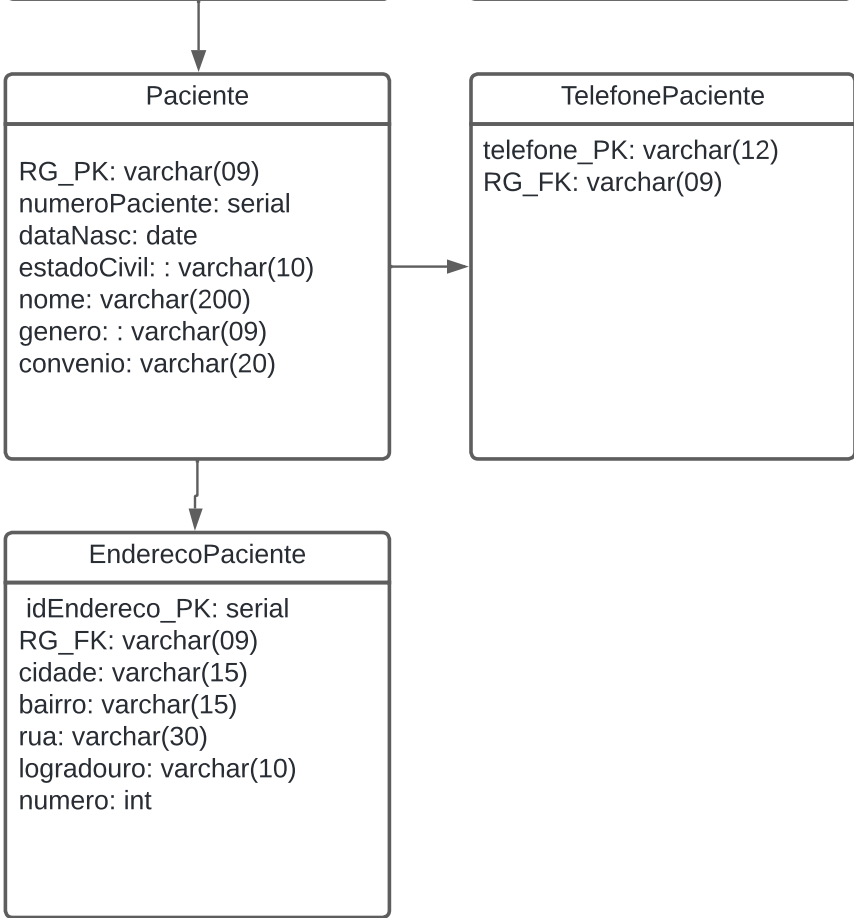 Paciente
RG_PK: varchar(09)
numeroPaciente: serial
dataNasc: date
estadoCivil: : varchar(10)
nome: varchar(200)
genero: : varchar(09)
convenio: varchar(20)
TelefonePaciente
telefone_PK: varchar(12)
RG_FK: varchar(09)
EnderecoPaciente
idEndereco_PK: serial
RG_FK: varchar(09)
cidade: varchar(15)
bairro: varchar(15)
rua: varchar(30)
logradouro: varchar(10)
numero: int